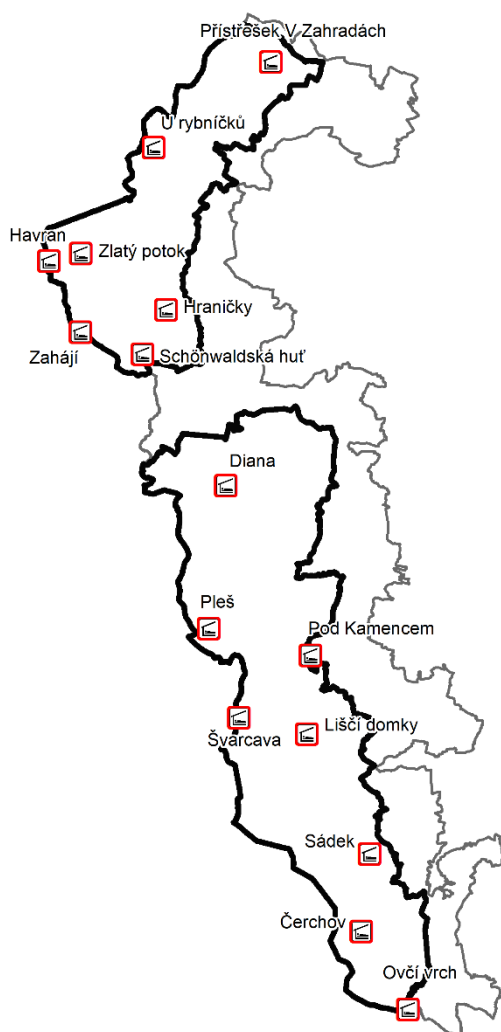 Přístřešek V Zahradách
U rybníčků
Havran
Zlatý potok
Hraničky
Zahájí
Schönwaldská huť
Diana
Pleš
Pod Kamencem
Švarcava
Liščí domky
Sádek
Čerchov
Ovčí vrch